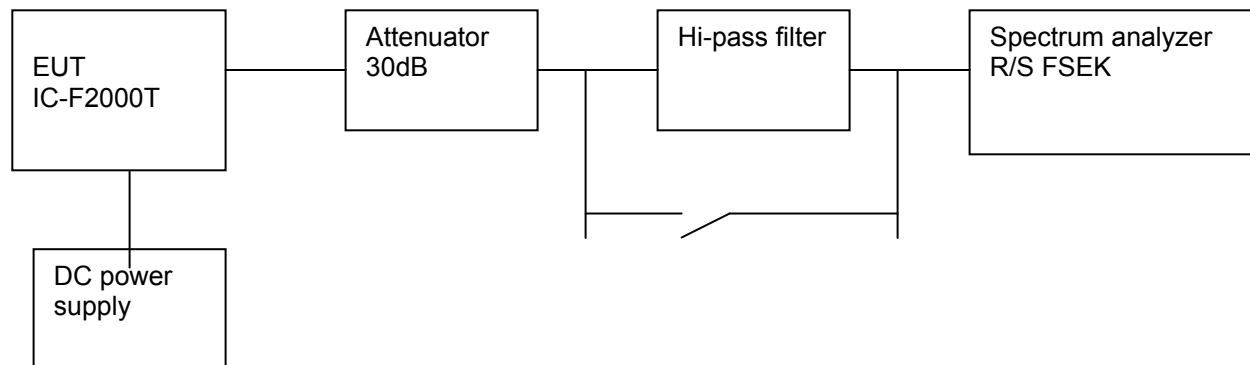 EUT
IC-F2000T
Attenuator
30dB
Hi-pass filter
Spectrum analyzer
R/S FSEK
DC power
supply